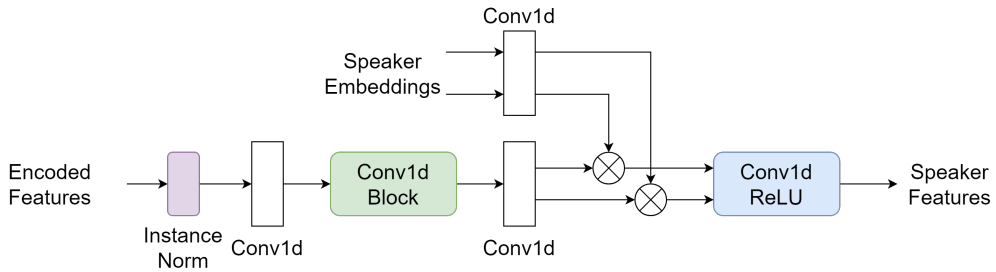 Conv1d
Speaker
Embeddings
Encoded
Features
Instance
Norm
Conv1d
Conv1d
Block
Conv1d
Conv1d
ReLU
Speaker
Features